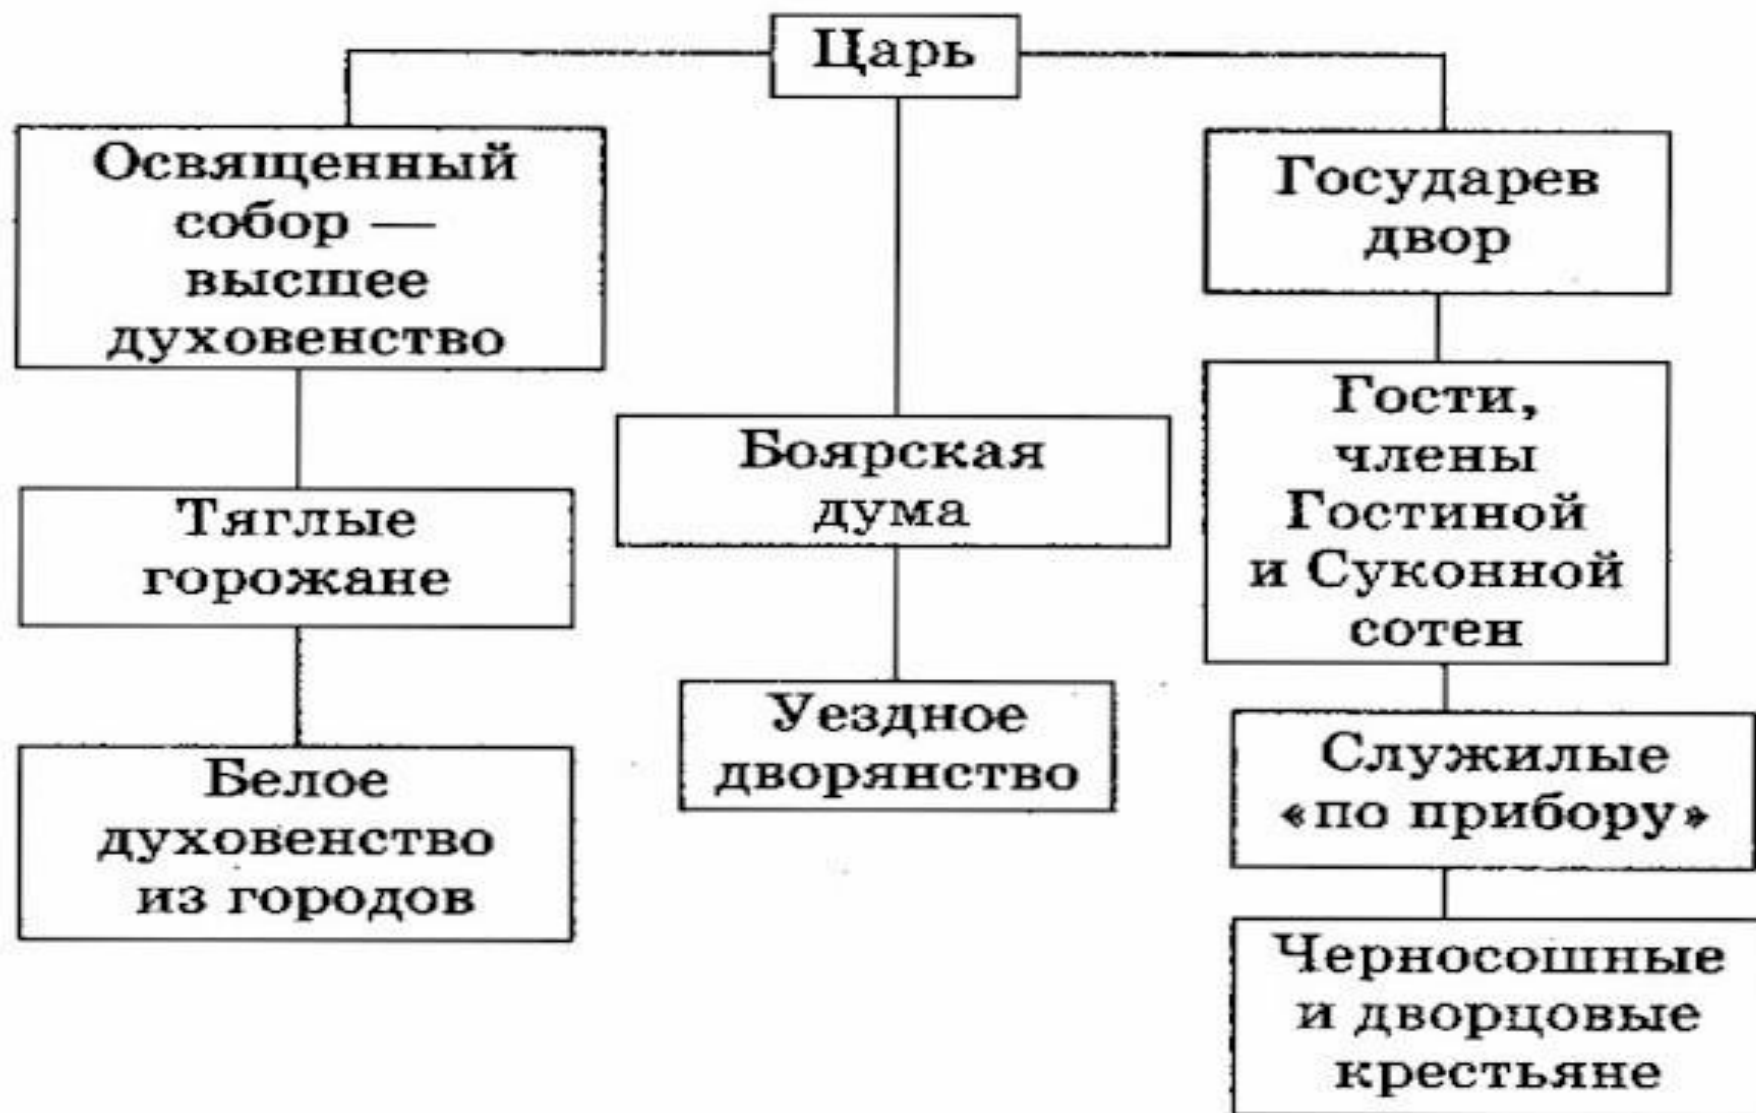 Царь
Освященный
собор —
высшее
духовенство
Государев
двор
Боярская
дума
Гости,
члены
Гостиной
и Суконной
сотен
Тяглые
горожане
Уездное
дворянство
Служилые
«по прибору»
Белое
духовенство
из городов
Черносошные
и дворцовые
крестьяне